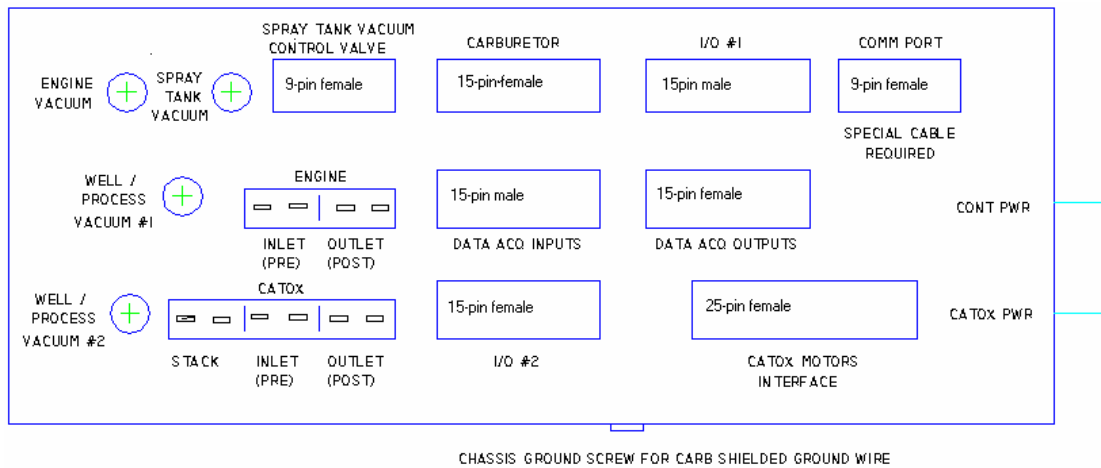 SPRAY TANK VACUUM
CONTROL VALVE
CARBURETOR
I/O #1
COMM PORT
ENGINE
VACUUM
SPRAY
TANK
VACUUM
9-pin female
15-pin-female
15pin male
9-pin female
SPECIAL CABLE
REQUIRED
WELL /
PROCESS
VACUUM #1
ENGINE
15-pin male
15-pin female
CONT PWR
INLET
(PRE)
OUTLET
(POST)
DATA ACQ INPUTS
DATA ACQ OUTPUTS
WELL /
PROCESS
VACUUM #2
CATOX
15-pin female
25-pin female
CATOX PWR
STACK
INLET
(PRE)
OUTLET
(POST)
I/O #2
CATOX MOTORS
INTERFACE
CHASSIS GROUND SCREW FOR CARB SHIELDED GROUND WIRE